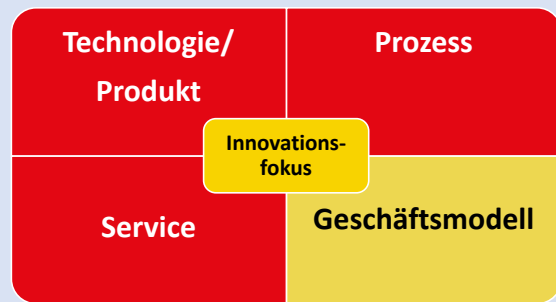 Technologie/
Produkt
Prozess
Innovations-
fokus
Service
Geschäftsmodell